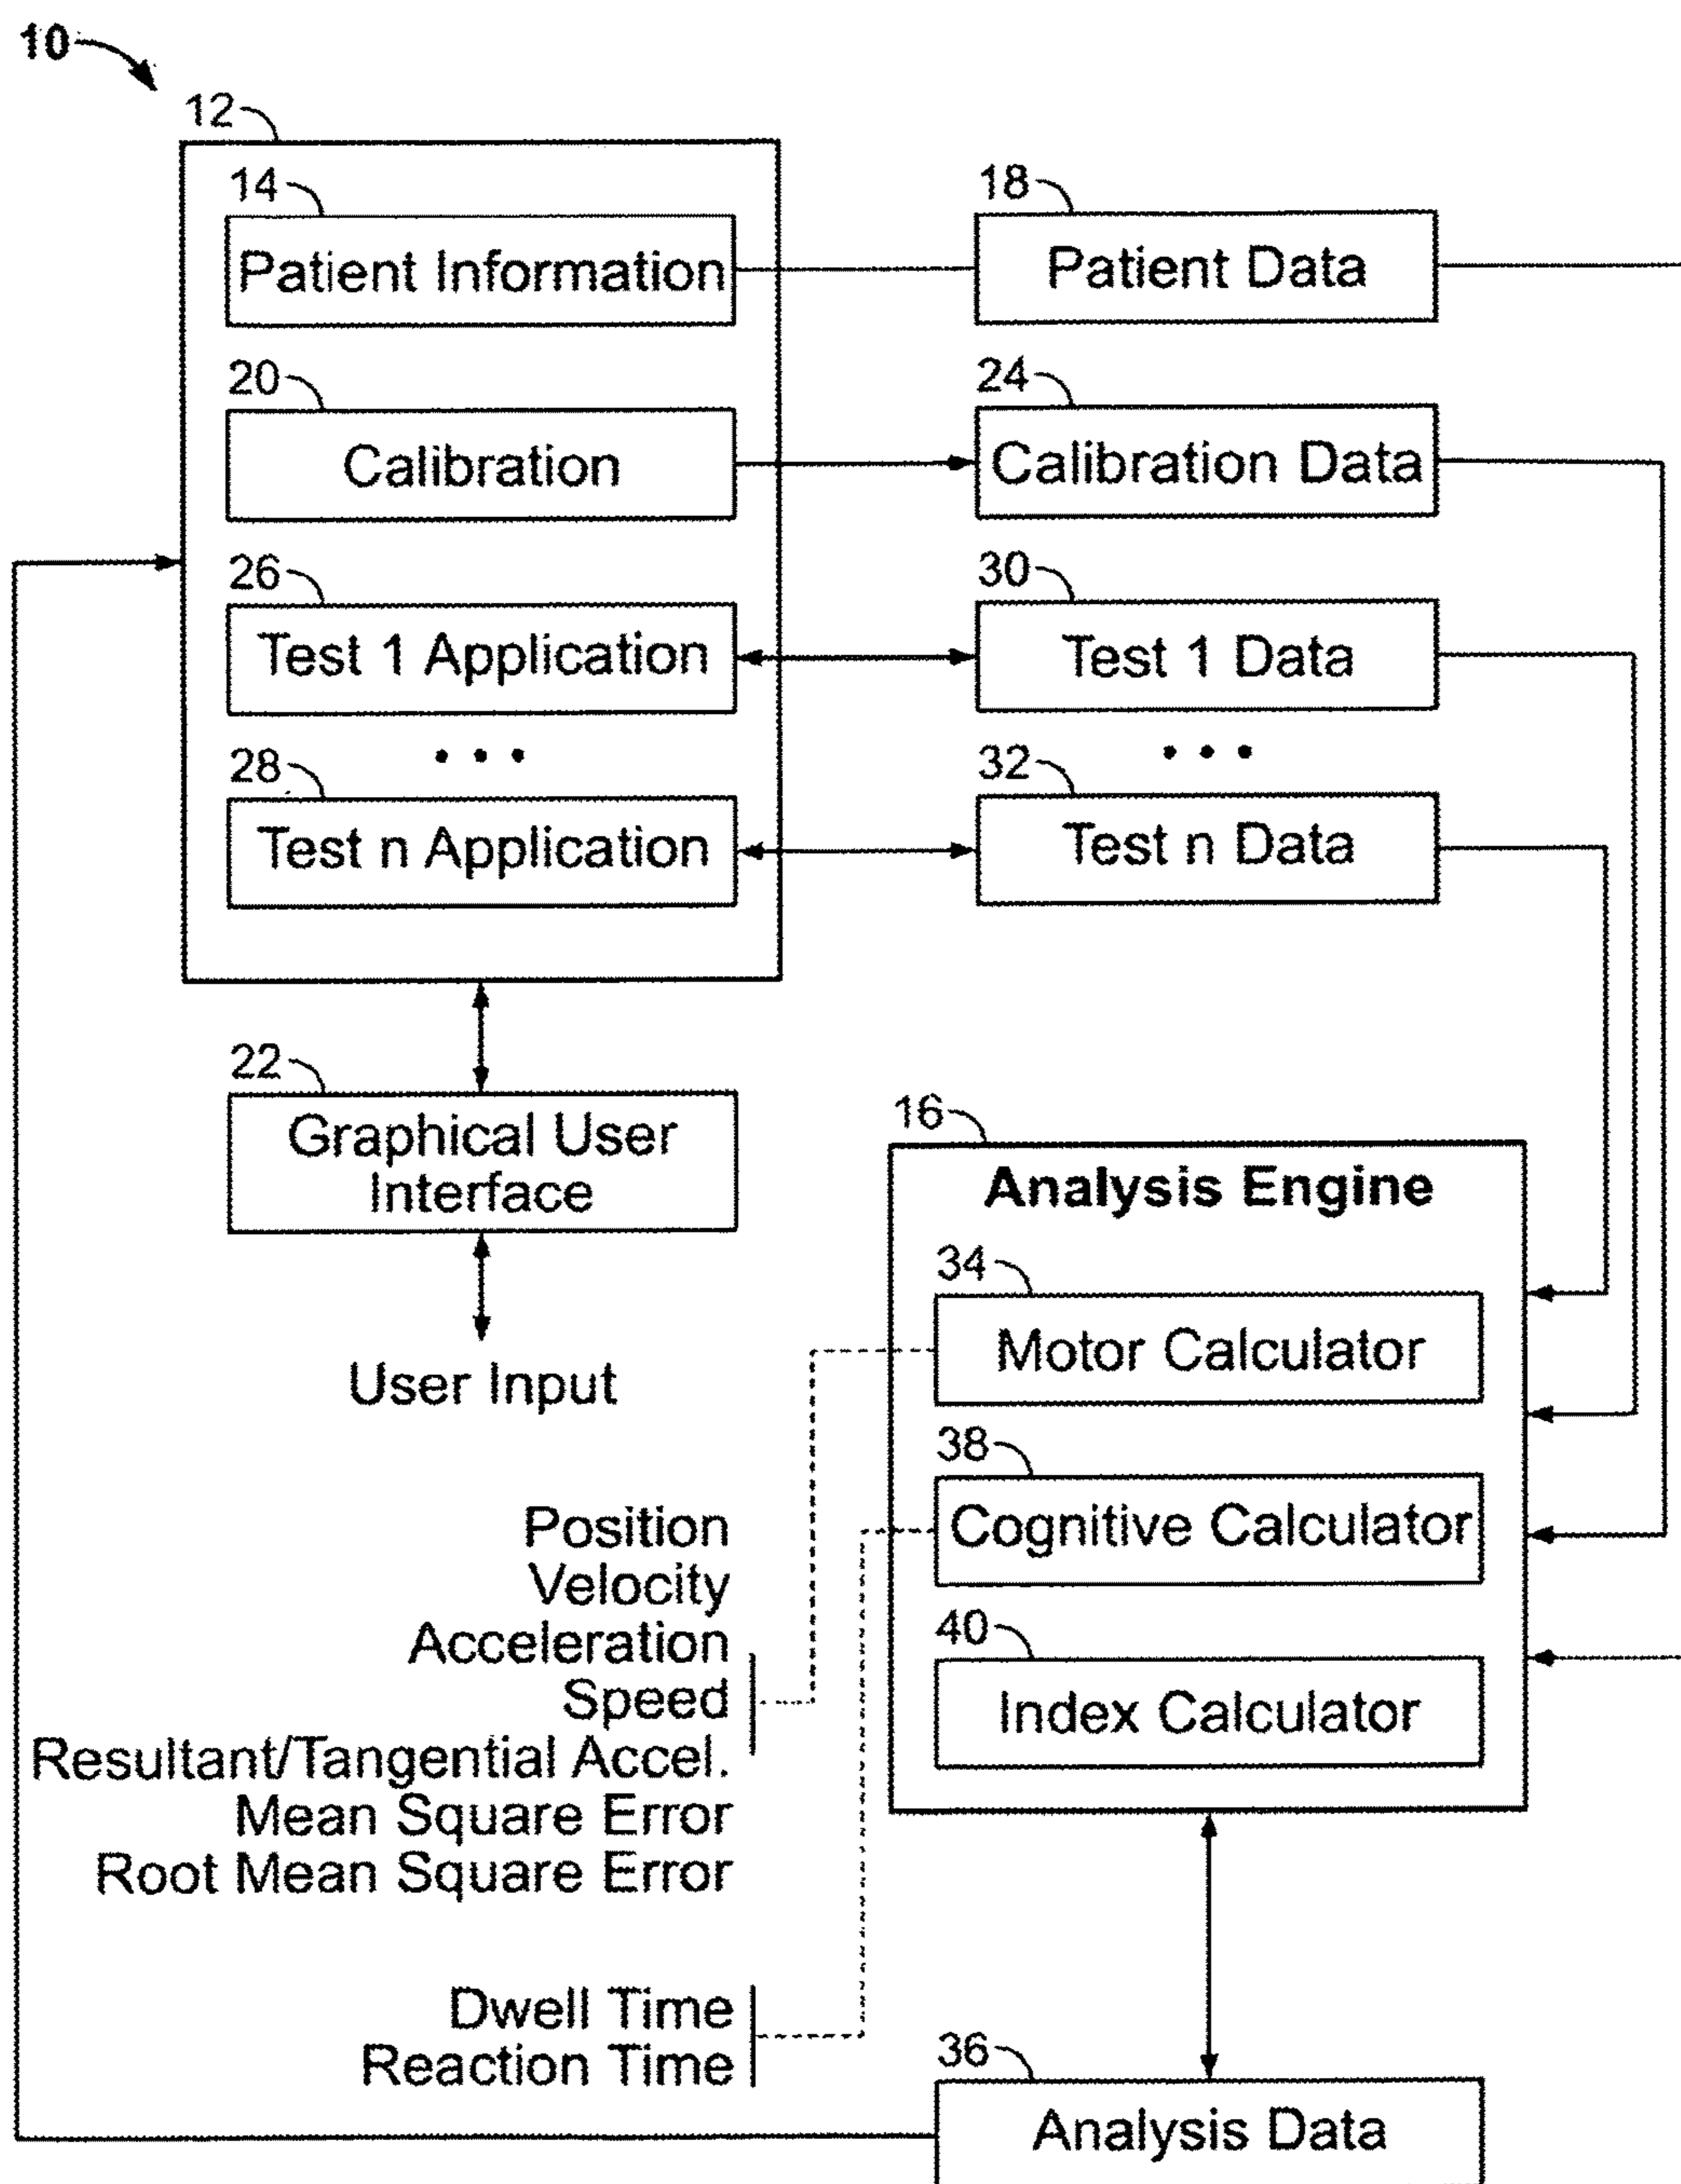 10
12
14
Patient Information
18
Patient Data
20
Calibration
24
Calibration Data
26
Test 1 Application
30
Test 1 Data
• • •
• • •
28
Test n Application
32
Test n Data
22
Graphical User
Interface
User Input
16
Analysis Engine
34
Motor Calculator
38
Cognitive Calculator
40
Index Calculator
Position
Velocity
Acceleration
Speed
Resultant/Tangential Accel.
Mean Square Error
Root Mean Square Error
Dwell Time
Reaction Time
36
Analysis Data